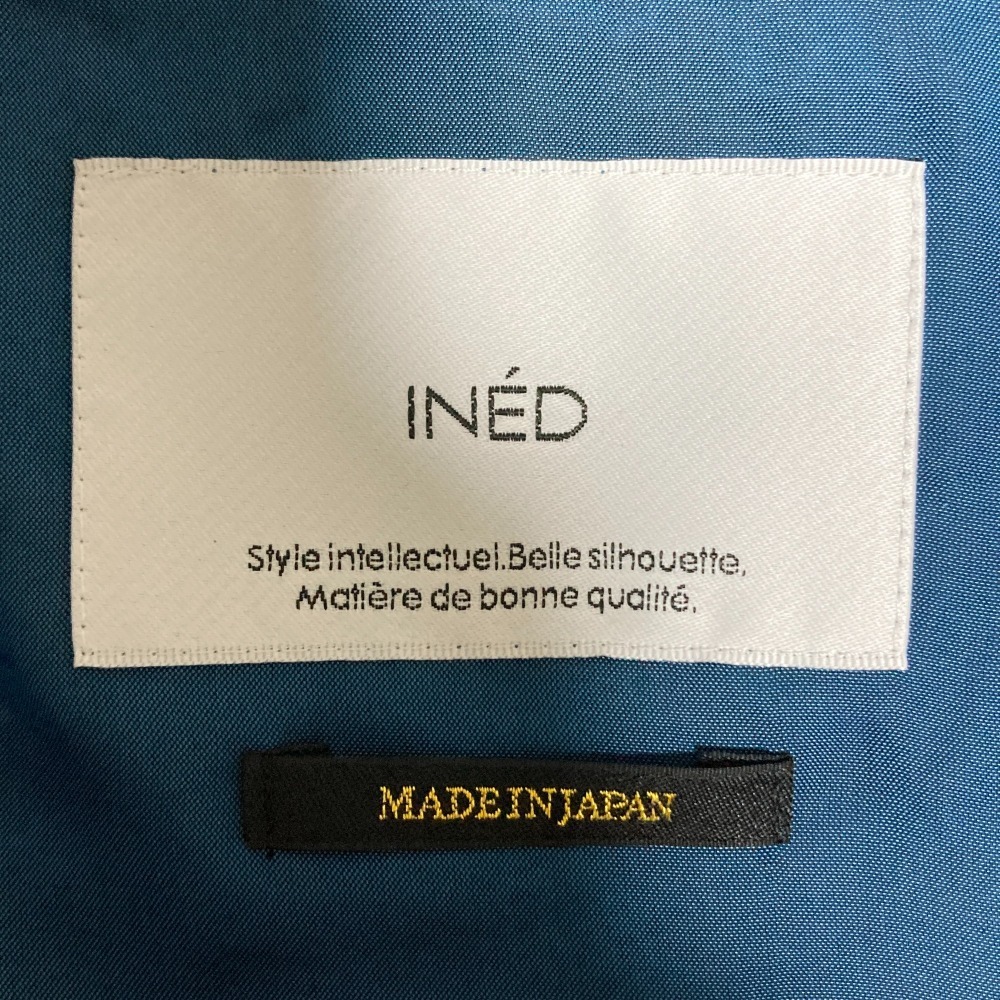 INÉD
Style intellectuel.Belle silhouette.
Matière de bonne qualité.
MADE IN JAPAN